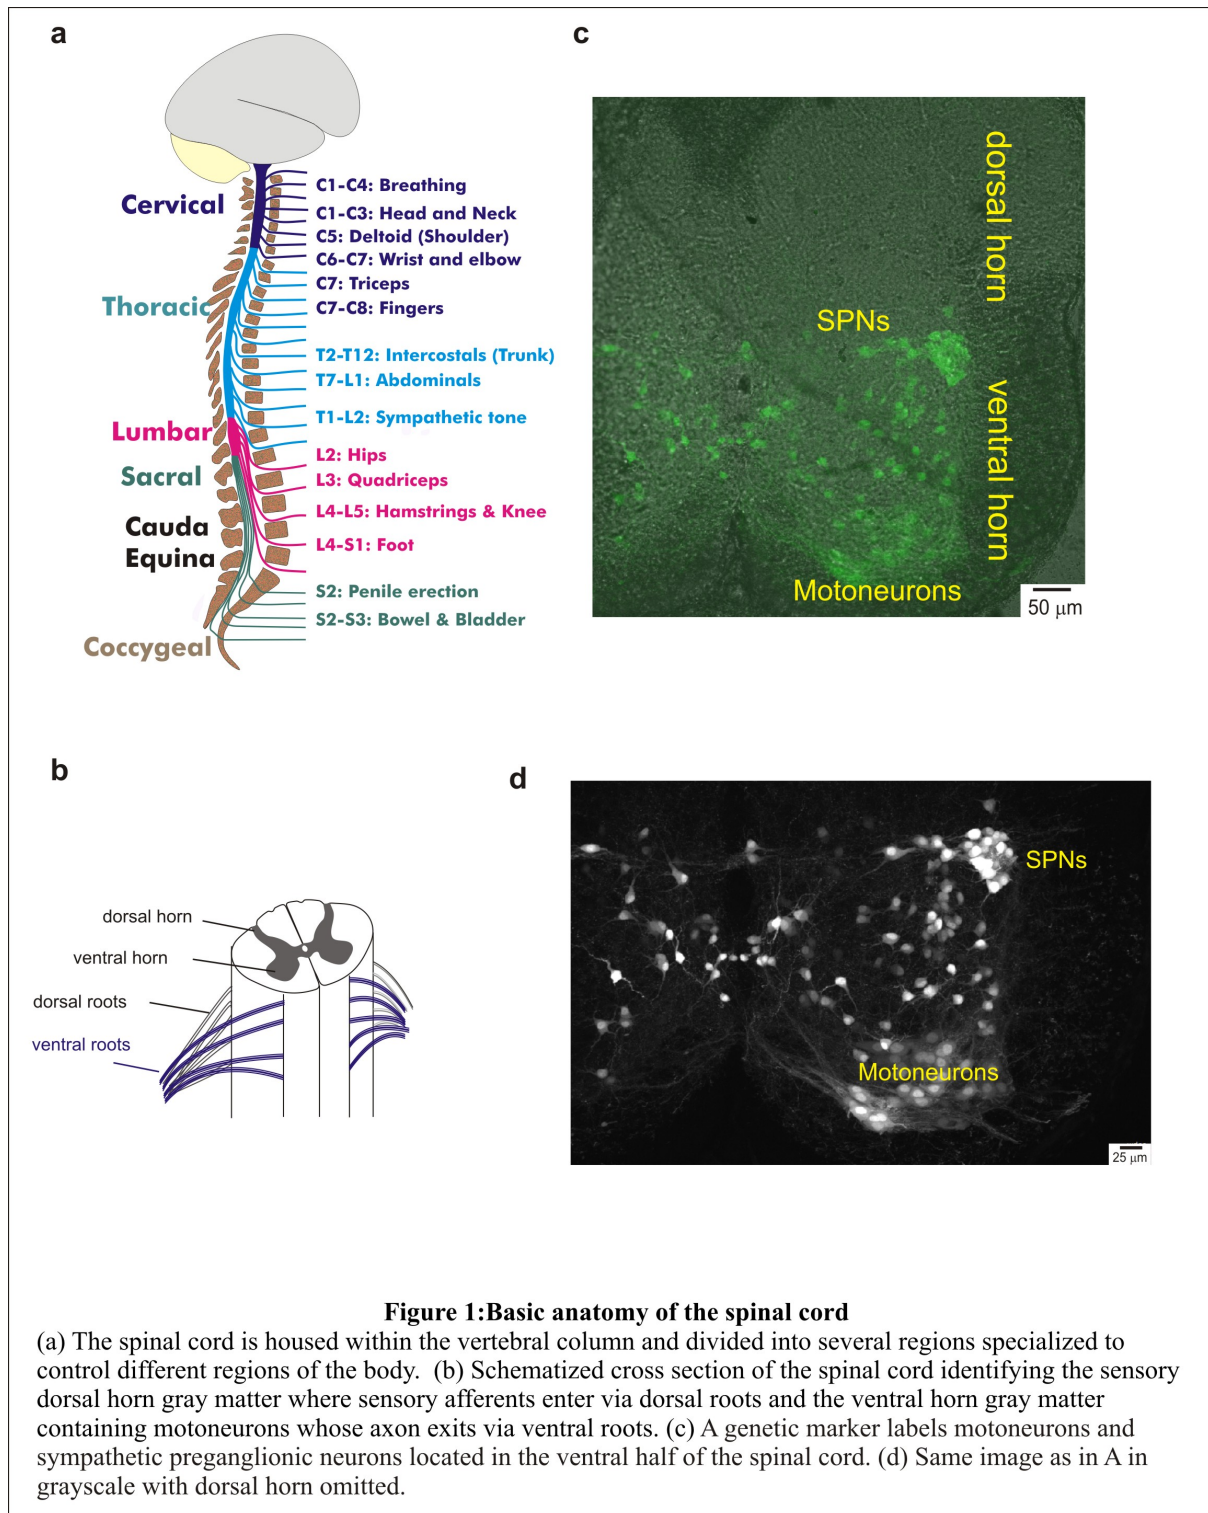 a
Cervical
Thoracic
Lumbar
Sacral
Cauda
Equina
Coccygeal
C1-C4: Breathing
C1-C3: Head and Neck
C5: Deltoid (Shoulder)
C6-C7: Wrist and elbow
C7: Triceps
C7-C8: Fingers
T2-T12: Intercostals (Trunk)
T7-L1: Abdominals
T1-L2: Sympathetic tone
L2: Hips
L3: Quadriceps
L4-L5: Hamstrings & Knee
L4-S1: Foot
S2: Penile erection
S2-S3: Bowel & Bladder
c
dorsal horn
SPNs
ventral horn
Motoneurons
50 µm
b
dorsal horn
ventral horn
dorsal roots
ventral roots
d
SPNs
Motoneurons
25 µm
Figure 1:Basic anatomy of the spinal cord
(a) The spinal cord is housed within the vertebral column and divided into several regions specialized to
control different regions of the body. (b) Schematized cross section of the spinal cord identifying the sensory
dorsal horn gray matter where sensory afferents enter via dorsal roots and the ventral horn gray matter
containing motoneurons whose axon exits via ventral roots. (c) A genetic marker labels motoneurons and
sympathetic preganglionic neurons located in the ventral half of the spinal cord. (d) Same image as in A in
grayscale with dorsal horn omitted.